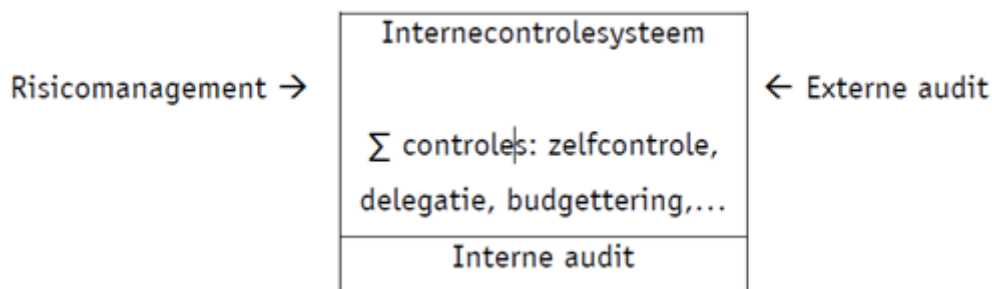 Internecontrolesysteem
Risicomanagement →
← Externe audit
∑ controles: zelfcontrole,
delegatie, budgettering,...
Interne audit